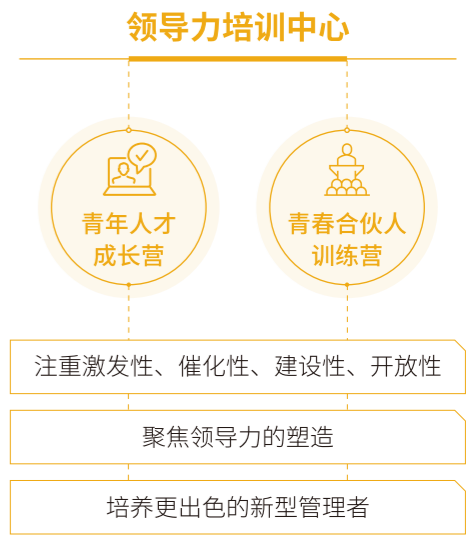 领导力培训中心
青年人才
成长营
青春合伙人
训练营
注重激发性、催化性、建设性、开放性
聚焦领导力的塑造
培养更出色的新型管理者